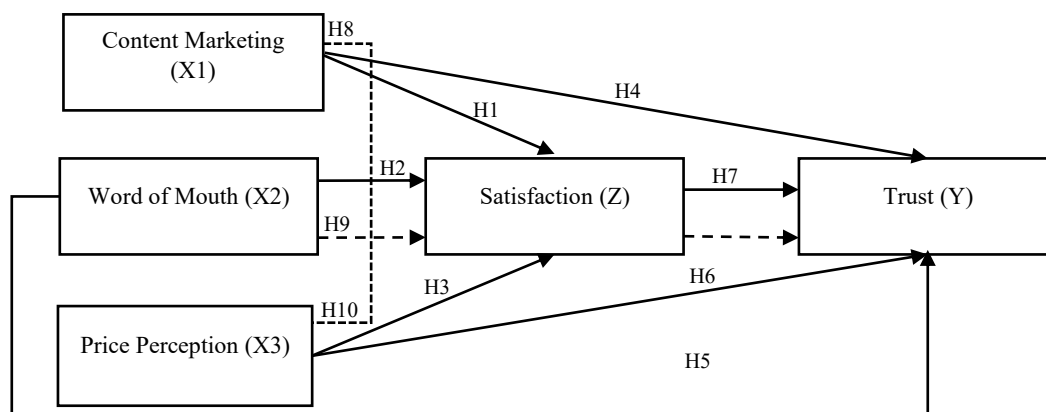 H8
Content Marketing
(X1)
H4
H1
Word of Mouth (X2)
H2
Satisfaction (Z)
H7
Trust (Y)
H9
H3
H6
H10
Price Perception (X3)
H5